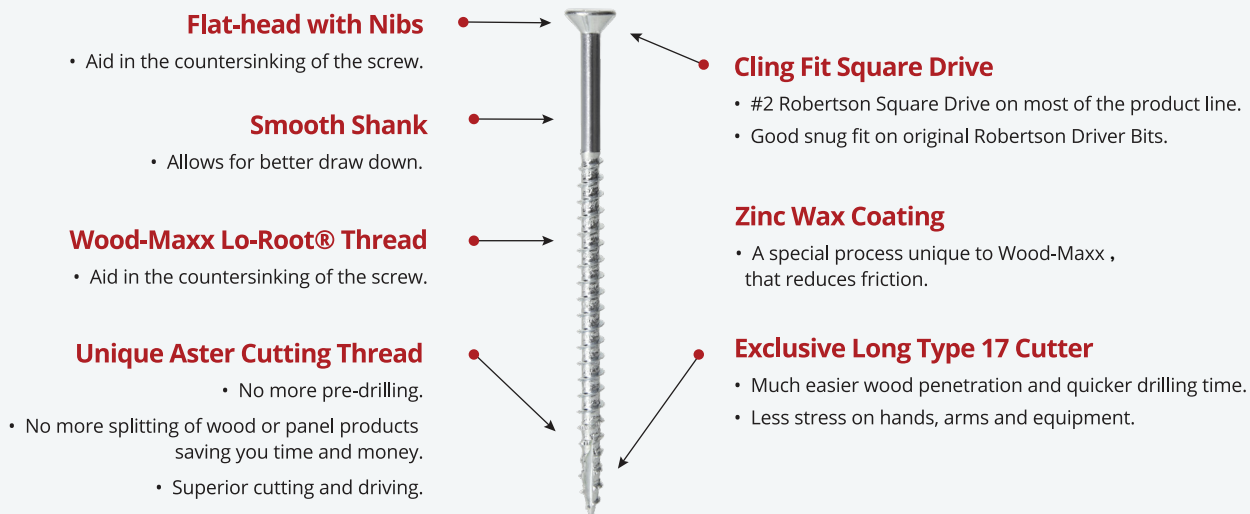 Flat-head with Nibs
• Aid in the countersinking of the screw.
Smooth Shank
• Allows for better draw down.
Wood-Maxx Lo-Root® Thread
• Aid in the countersinking of the screw.
Unique Aster Cutting Thread
• No more pre-drilling.
• No more splitting of wood or panel products
saving you time and money.
• Superior cutting and driving.
Cling Fit Square Drive
• #2 Robertson Square Drive on most of the product line.
• Good snug fit on original Robertson Driver Bits.
Zinc Wax Coating
• A special process unique to Wood-Maxx ,
that reduces friction.
Exclusive Long Type 17 Cutter
• Much easier wood penetration and quicker drilling time.
• Less stress on hands, arms and equipment.